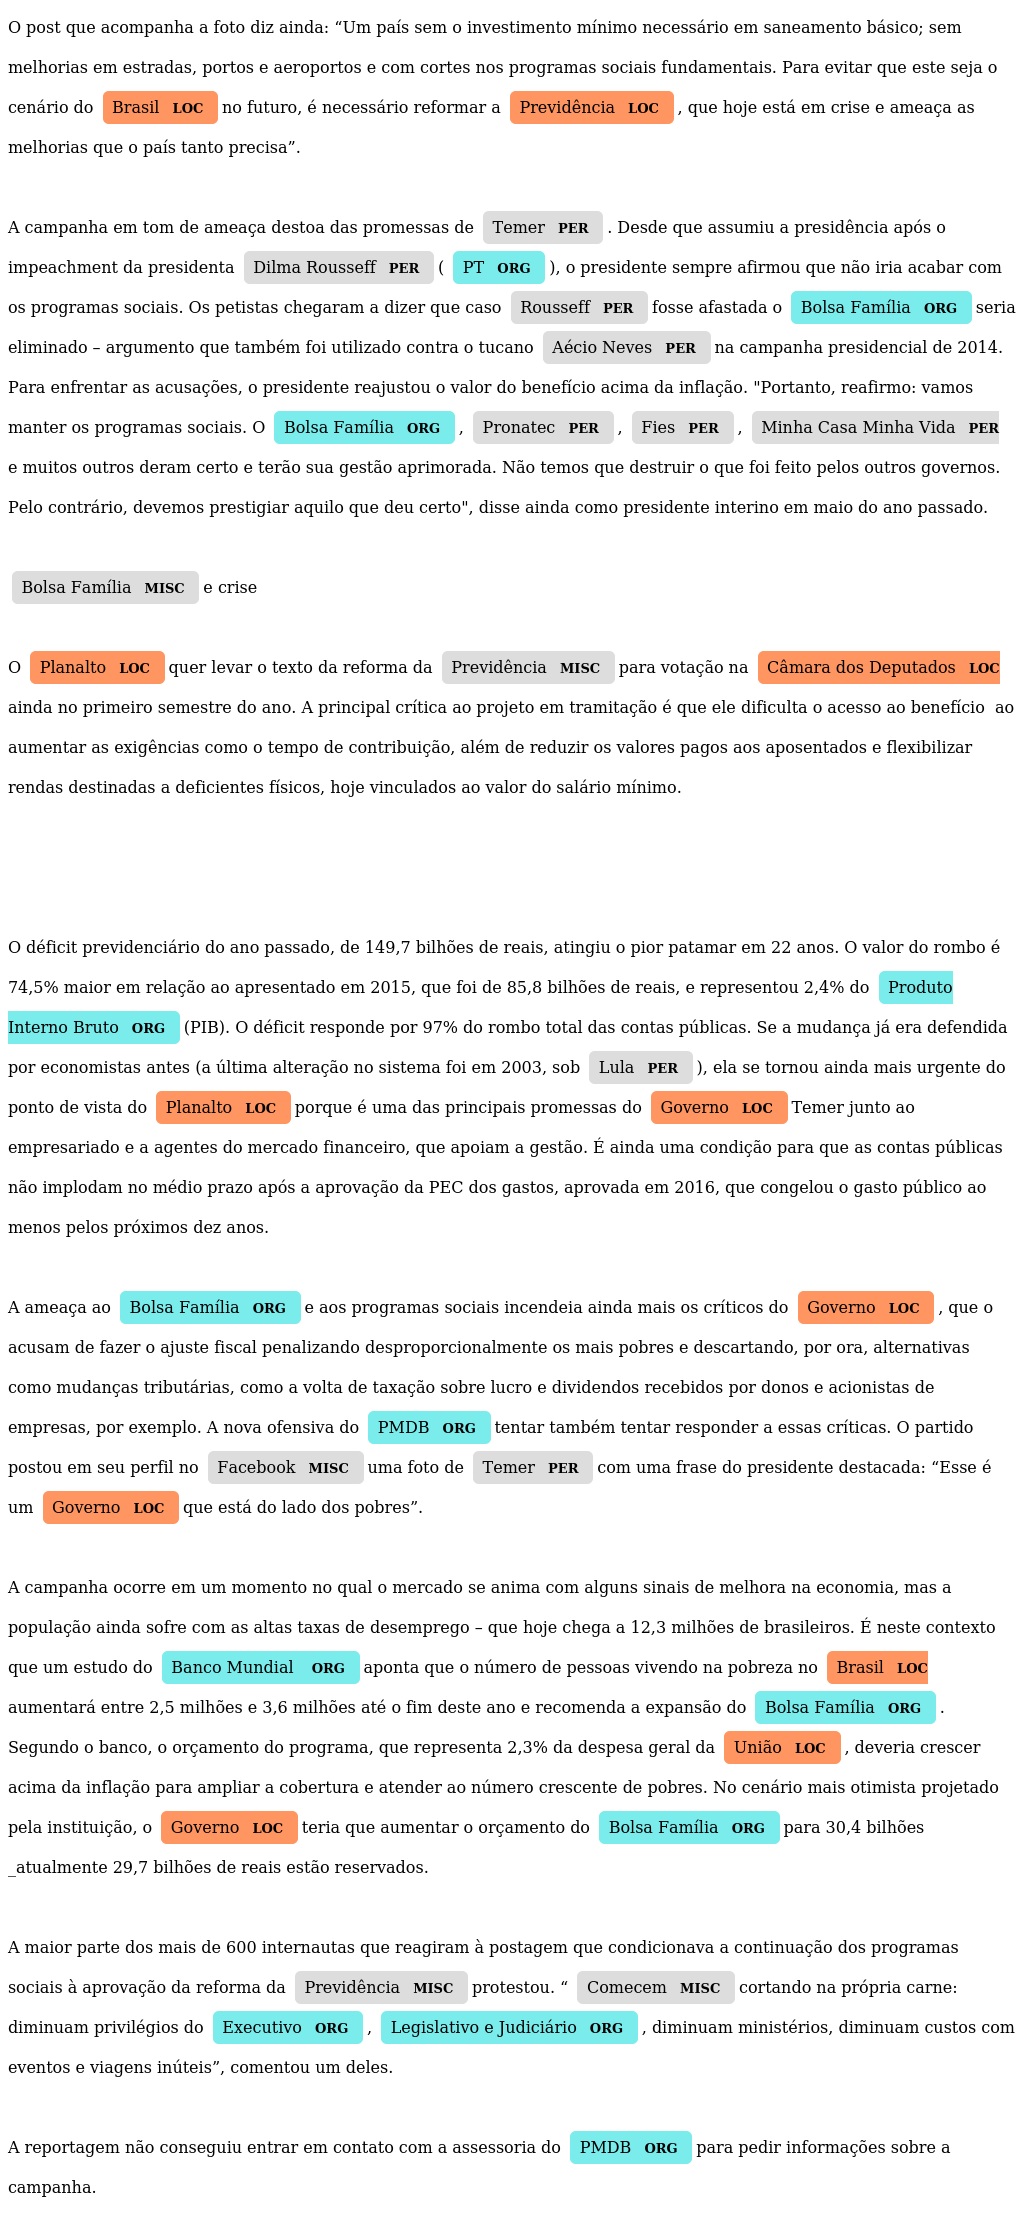 O post que acompanha a foto diz ainda: “Um país sem o investimento mínimo necessário em saneamento básico; sem
melhorias em estradas, portos e aeroportos e com cortes nos programas sociais fundamentais. Para evitar que este seja o
cenário do Brasil LOC no futuro, é necessário reformar a Previdência LOC , que hoje está em crise e ameaça as
melhorias que o país tanto precisa”.
A campanha em tom de ameaça destoa das promessas de Temer PER . Desde que assumiu a presidência após o
impeachment da presidenta Dilma Rousseff PER ( PT ORG ), o presidente sempre afirmou que não iria acabar com
os programas sociais. Os petistas chegaram a dizer que caso Rousseff PER fosse afastada o Bolsa Família ORG seria
eliminado – argumento que também foi utilizado contra o tucano Aécio Neves PER na campanha presidencial de 2014.
Para enfrentar as acusações, o presidente reajustou o valor do benefício acima da inflação. "Portanto, reafirmo: vamos
manter os programas sociais. O Bolsa Família ORG , Pronatec PER , Fies PER , Minha Casa Minha Vida PER
e muitos outros deram certo e terão sua gestão aprimorada. Não temos que destruir o que foi feito pelos outros governos.
Pelo contrário, devemos prestigiar aquilo que deu certo", disse ainda como presidente interino em maio do ano passado.
Bolsa Família MISC e crise
O Planalto LOC quer levar o texto da reforma da Previdência MISC para votação na Câmara dos Deputados LOC
ainda no primeiro semestre do ano. A principal crítica ao projeto em tramitação é que ele dificulta o acesso ao benefício ao
aumentar as exigências como o tempo de contribuição, além de reduzir os valores pagos aos aposentados e flexibilizar
rendas destinadas a deficientes físicos, hoje vinculados ao valor do salário mínimo.
O déficit previdenciário do ano passado, de 149,7 bilhões de reais, atingiu o pior patamar em 22 anos. O valor do rombo é
74,5% maior em relação ao apresentado em 2015, que foi de 85,8 bilhões de reais, e representou 2,4% do Produto
Interno Bruto ORG (PIB). O déficit responde por 97% do rombo total das contas públicas. Se a mudança já era defendida
por economistas antes (a última alteração no sistema foi em 2003, sob Lula PER ), ela se tornou ainda mais urgente do
ponto de vista do Planalto LOC porque é uma das principais promessas do Governo LOC Temer junto ao
empresariado e a agentes do mercado financeiro, que apoiam a gestão. É ainda uma condição para que as contas públicas
não implodam no médio prazo após a aprovação da PEC dos gastos, aprovada em 2016, que congelou o gasto público ao
menos pelos próximos dez anos.
A ameaça ao Bolsa Família ORG e aos programas sociais incendeia ainda mais os críticos do Governo LOC , que o
acusam de fazer o ajuste fiscal penalizando desproporcionalmente os mais pobres e descartando, por ora, alternativas
como mudanças tributárias, como a volta de taxação sobre lucro e dividendos recebidos por donos e acionistas de
empresas, por exemplo. A nova ofensiva do PMDB ORG tentar também tentar responder a essas críticas. O partido
postou em seu perfil no Facebook MISC uma foto de Temer PER com uma frase do presidente destacada: “Esse é
um Governo LOC que está do lado dos pobres”.
A campanha ocorre em um momento no qual o mercado se anima com alguns sinais de melhora na economia, mas a
população ainda sofre com as altas taxas de desemprego – que hoje chega a 12,3 milhões de brasileiros. É neste contexto
que um estudo do Banco Mundial ORG aponta que o número de pessoas vivendo na pobreza no Brasil LOC
aumentará entre 2,5 milhões e 3,6 milhões até o fim deste ano e recomenda a expansão do Bolsa Família ORG .
Segundo o banco, o orçamento do programa, que representa 2,3% da despesa geral da União LOC , deveria crescer
acima da inflação para ampliar a cobertura e atender ao número crescente de pobres. No cenário mais otimista projetado
pela instituição, o Governo LOC teria que aumentar o orçamento do Bolsa Família ORG para 30,4 bilhões
_atualmente 29,7 bilhões de reais estão reservados.
A maior parte dos mais de 600 internautas que reagiram à postagem que condicionava a continuação dos programas
sociais à aprovação da reforma da Previdência MISC protestou. “ Comecem MISC cortando na própria carne:
diminuam privilégios do Executivo ORG , Legislativo e Judiciário ORG , diminuam ministérios, diminuam custos com
eventos e viagens inúteis”, comentou um deles.
A reportagem não conseguiu entrar em contato com a assessoria do PMDB ORG para pedir informações sobre a
campanha.